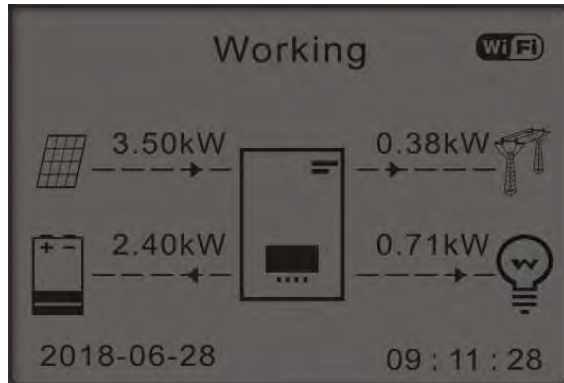 Working
WiFi
3.50kW
0.38kW
2.40kW
0.71kW
2018-06-28
09 : 11 : 28